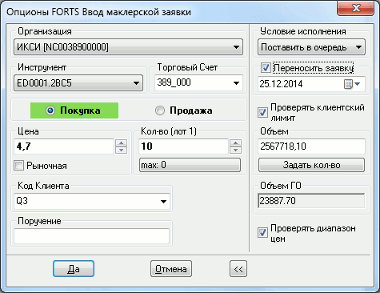 Опционы FORTS Ввод маклерской заявки
Организация
ИКСИ [NC0038900000]
Условие исполнения
Поставить в очередь
Инструмент
Торговый Счет
ED0001.2BC5
389_000
Переносить заявку
25.12.2014
Покупка
Продажа
Проверять клиентский лимит
Цена
Кол-во (лот 1)
4,7
10
Объем
2567718,10
Рыночная
max: 0
Задать кол-во
Код Клиента
Q3
Объем ГО
23887.70
Поручение
Проверять диапазон цен
Да
Отмена
<<